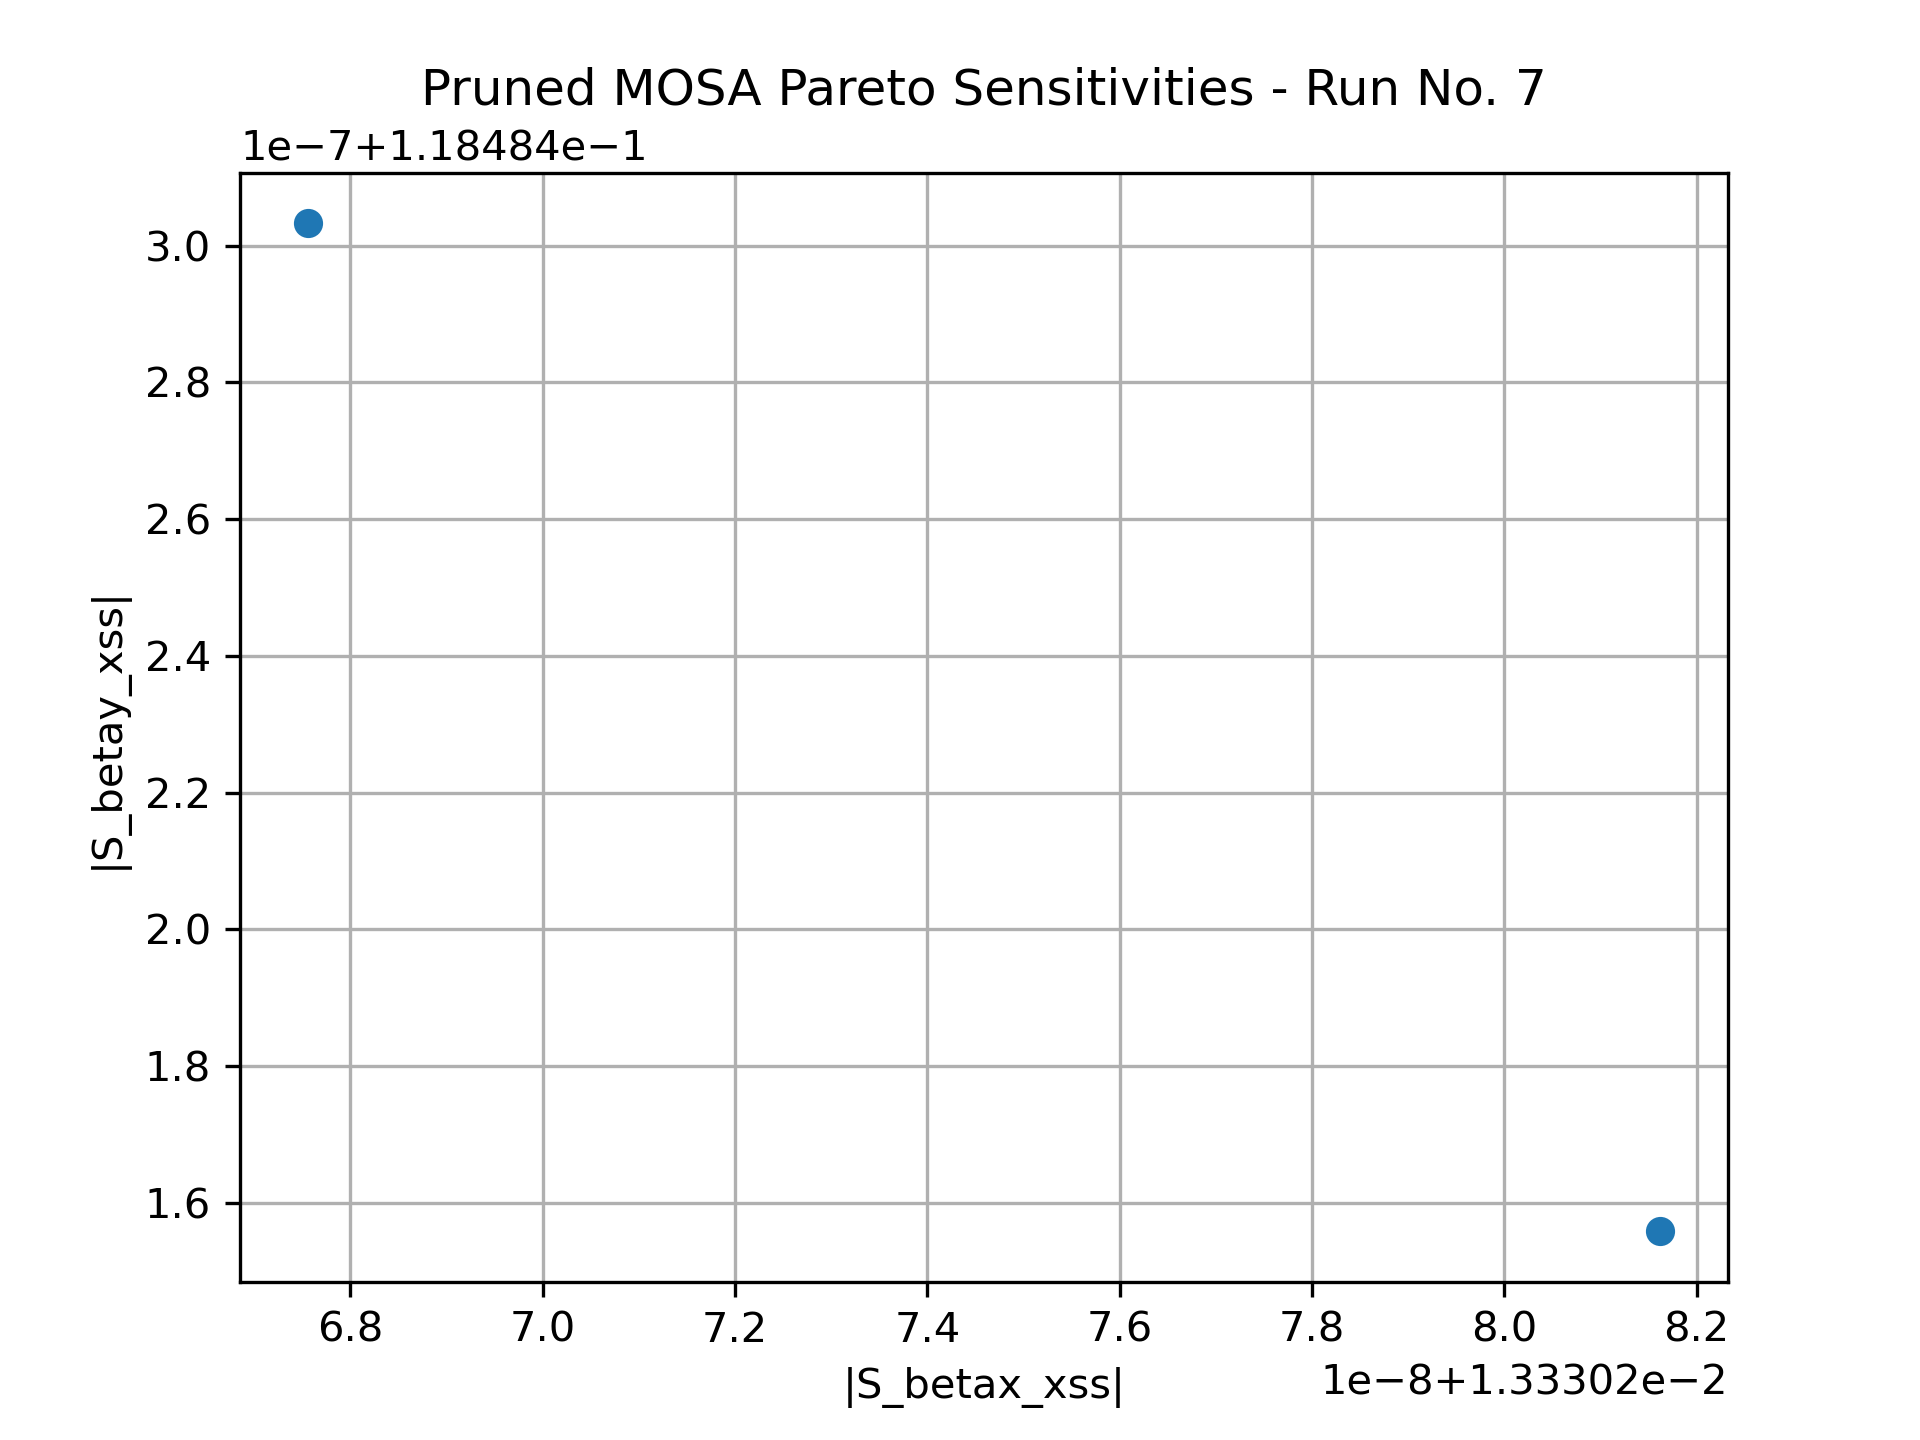 Pruned MOSA Pareto Sensitivities - Run No. 7
1e−7+1.18484e−1
3.0
2.8
2.6
2.4
2.2
2.0
1.8
1.6
|S_betay_xss|
6.8 7.0 7.2 7.4 7.6 7.8 8.0 8.2
|S_betax_xss|
1e−8+1.33302e−2